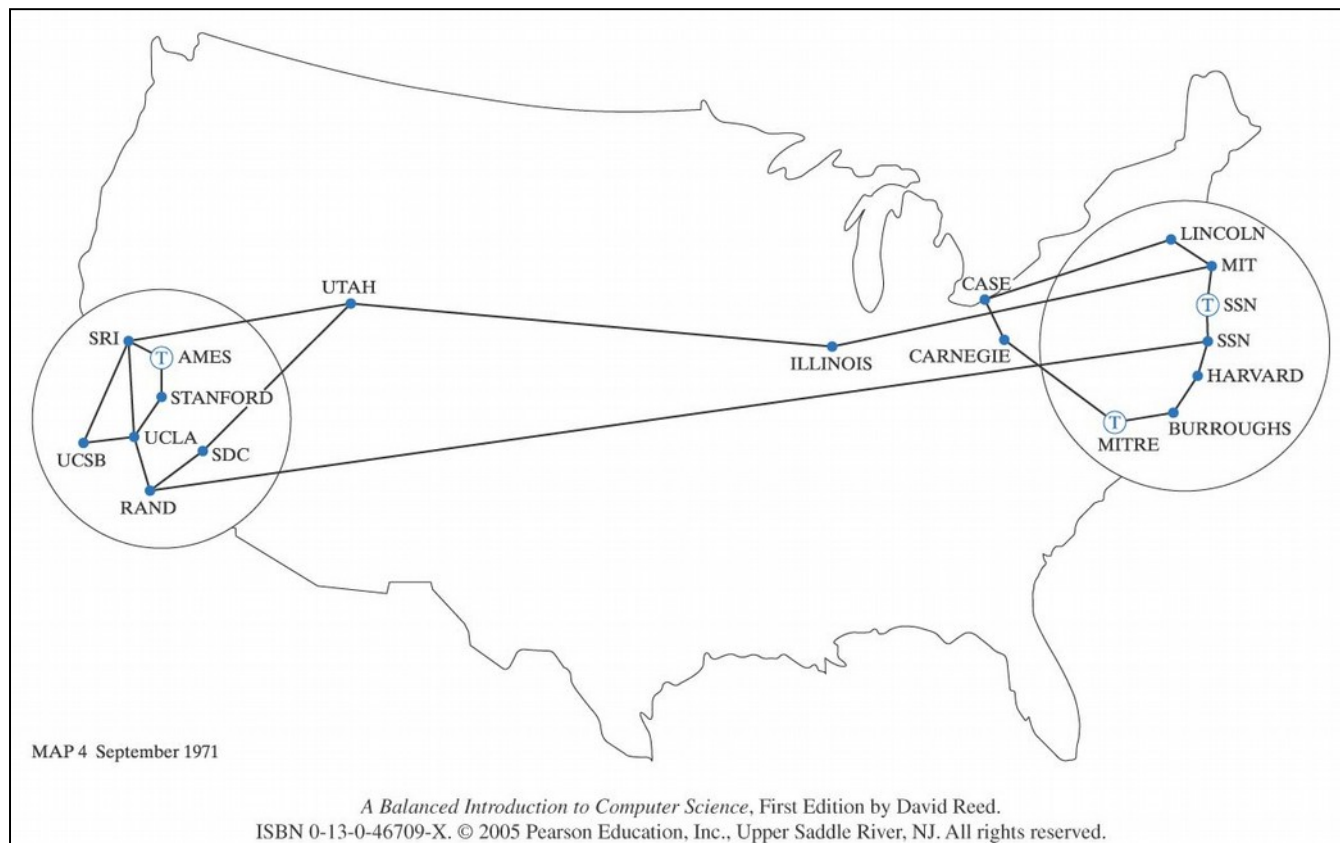 LINCOLN
MIT
UTAH
CASE
T SSN
SRI
T AMES
SSN
ILLINOIS
CARNEGIE
HARVARD
STANFORD
T
BURROUGHS
UCLA
MITRE
UCSB
SDC
RAND
MAP 4 September 1971
A Balanced Introduction to Computer Science, First Edition by David Reed.
ISBN 0-13-0-46709-X. © 2005 Pearson Education, Inc., Upper Saddle River, NJ. All rights reserved.